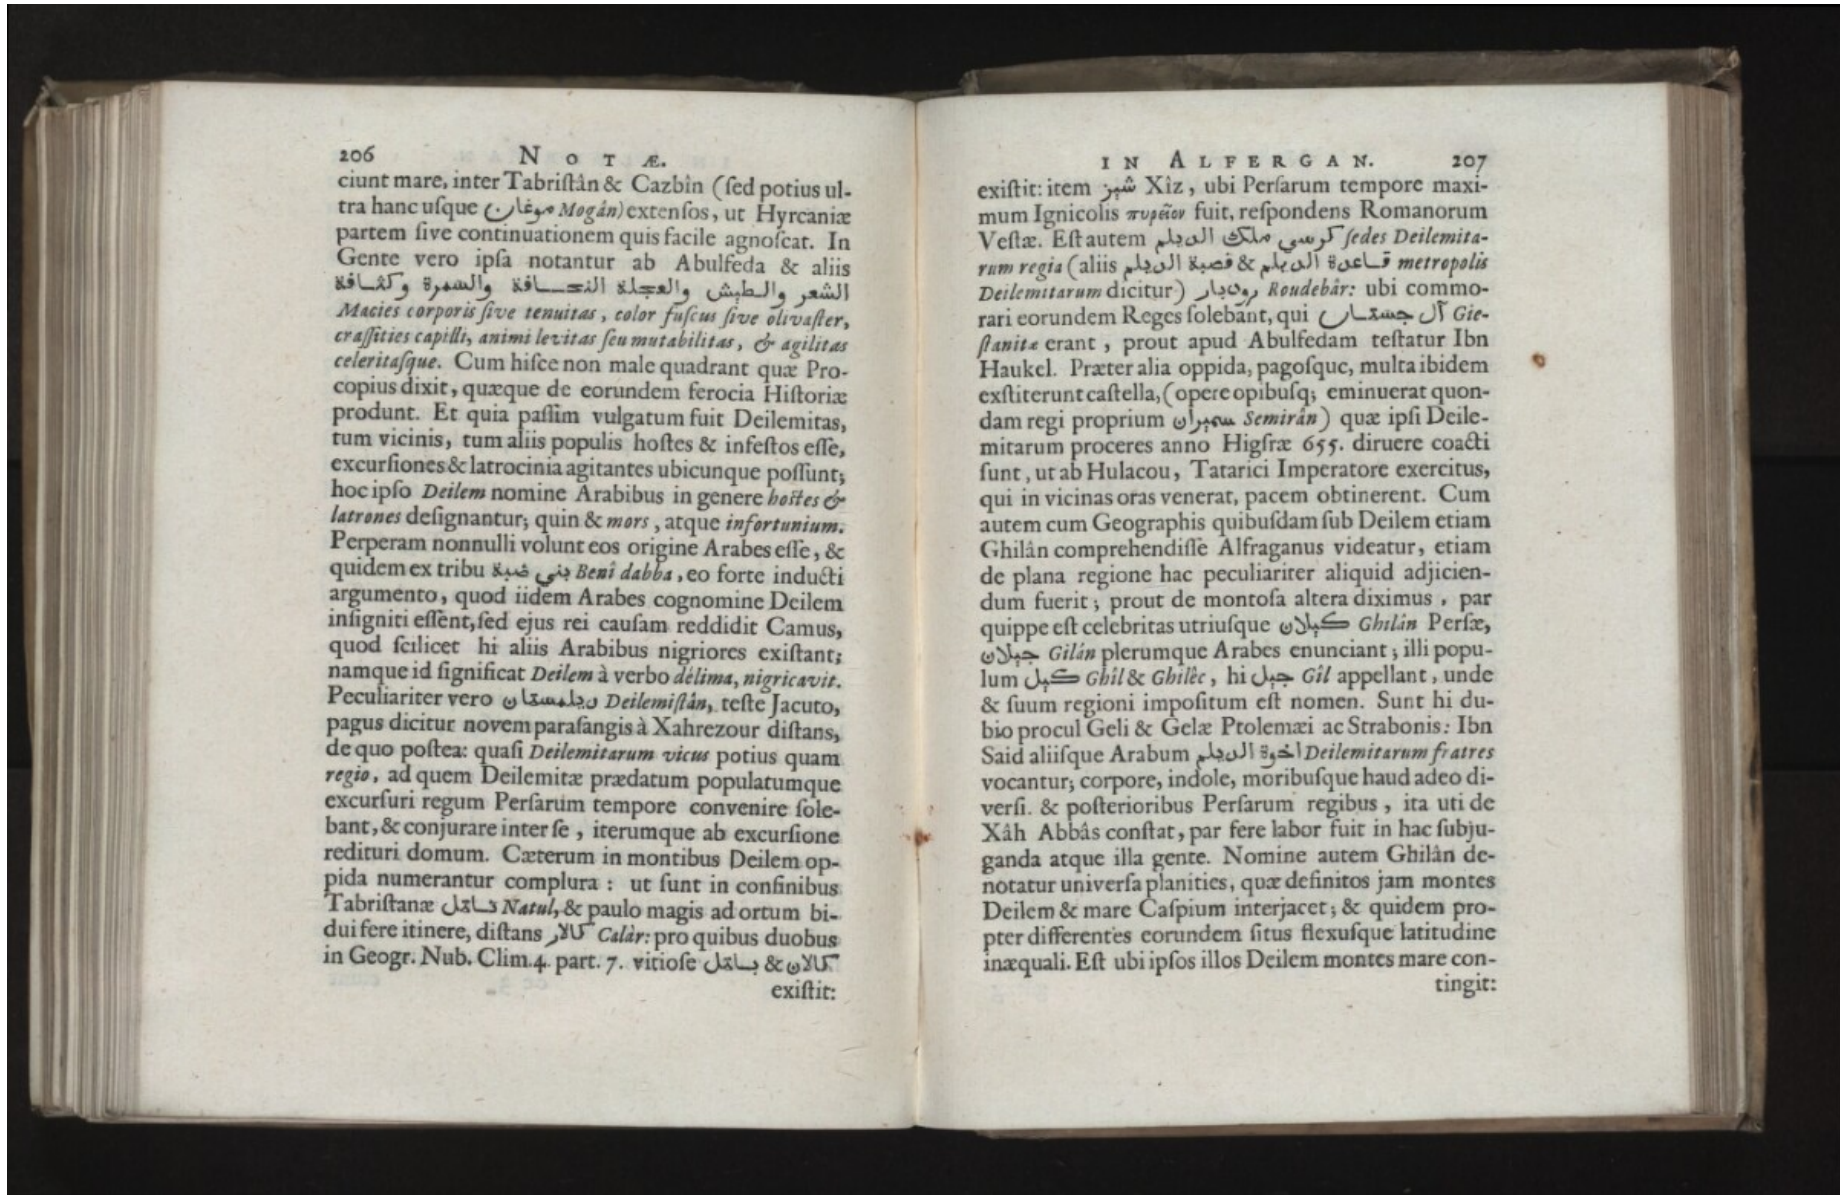 206 NOTÆ.
ciunt mare, inter Tabriſtân & Cazbîn (ſed potius ul-
tra hanc uſque (موغان Mogân) extenſos, ut Hyrcaniæ
partem ſive continuationem quis facile agnoſcat. In
Gente vero ipſa notantur ab Abulfeda & aliis
النحافة والسمرة وكثافة الشعر والطيش والعجلة
Macies corporis ſive tenuitas, color fuſcus ſive olivaſter,
craſſities capilli, animi levitas ſeu mutabilitas, & agilitas
celeritaſque. Cum hiſce non male quadrant quæ Pro-
copius dixit, quæque de eorundem ferocia Hiſtoriæ
produnt. Et quia paſſim vulgatum fuit Deilemitas,
tum vicinis, tum aliis populis hoſtes & infeſtos eſſe,
excurſiones & latrocinia agitantes ubicunque poſſunt;
hoc ipſo Deilem nomine Arabibus in genere hoſtes &
latrones deſignantur; quin & mors, atque infortunium.
Perperam nonnulli volunt eos origine Arabes eſſe, &
quidem ex tribu بني ضبة Benî dabba, eo forte inducti
argumento, quod iidem Arabes cognomine Deilem
inſigniti eſſent, ſed ejus rei cauſam reddidit Camus,
quod ſcilicet hi aliis Arabibus nigriores exiſtant;
namque id ſignificat Deilem à verbo délima, nigricavit.
Peculiariter vero ديلمستان Deilemiſtân, teſte Jacuto,
pagus dicitur novem paraſangis à Xahrezour diſtans,
de quo poſtea: quaſi Deilemitarum vicus potius quam
regio, ad quem Deilemitæ prædatum populatumque
excurſuri regum Perſarum tempore convenire ſole-
bant, & conjurare inter ſe, iterumque ab excurſione
redituri domum. Cæterum in montibus Deilem op-
pida numerantur complura: ut ſunt in confinibus
Tabriſtanæ ناتل Natul, & paulo magis ad ortum bi-
dui fere itinere, diſtans كالار Calàr: pro quibus duobus
in Geogr. Nub. Clim.4. part. 7. vitioſe باتل & كالان
exiſtit:
IN ALFERGAN. 207
exiſtit: item شيز Xîz, ubi Perſarum tempore maxi-
mum Ignicolis πυρεῖον fuit, reſpondens Romanorum
Veſtæ. Eſt autem كرسي ملك الديلم ſedes Deilemita-
rum regia (aliis قاعدة الديلم & قصبة الديلم metropolis
Deilemitarum dicitur) رودبار Roudebâr: ubi commo-
rari eorundem Reges ſolebant, qui آل جستان Gie-
ſtanitæ erant, prout apud Abulfedam teſtatur Ibn
Haukel. Præter alia oppida, pagoſque, multa ibidem
exſtiterunt caſtella, (opere opibuſq; eminuerat quon-
dam regi proprium سميران Semirân) quæ ipſi Deile-
mitarum proceres anno Higſræ 655. diruere coacti
ſunt, ut ab Hulacou, Tatarici Imperatore exercitus,
qui in vicinas oras venerat, pacem obtinerent. Cum
autem cum Geographis quibuſdam ſub Deilem etiam
Ghilân comprehendiſſe Alfraganus videatur, etiam
de plana regione hac peculiariter aliquid adjicien-
dum fuerit; prout de montoſa altera diximus, par
quippe eſt celebritas utriuſque كيلان Ghilân Perſæ,
جيلان Gilân plerumque Arabes enunciant; illi popu-
lum كيل Ghîl & Ghilêc, hi جيل Gîl appellant, unde
& ſuum regioni impoſitum eſt nomen. Sunt hi du-
bio procul Geli & Gelæ Ptolemæi ac Strabonis: Ibn
Said aliiſque Arabum اخوة الديلم Deilemitarum fratres
vocantur; corpore, indole, moribuſque haud adeo di-
verſi. & poſterioribus Perſarum regibus, ita uti de
Xâh Abbâs conſtat, par fere labor fuit in hac ſubju-
ganda atque illa gente. Nomine autem Ghilân de-
notatur univerſa planities, quæ definitos jam montes
Deilem & mare Caſpium interjacet; & quidem pro-
pter differentes eorundem ſitus flexuſque latitudine
inæquali. Eſt ubi ipſos illos Deilem montes mare con-
tingit: